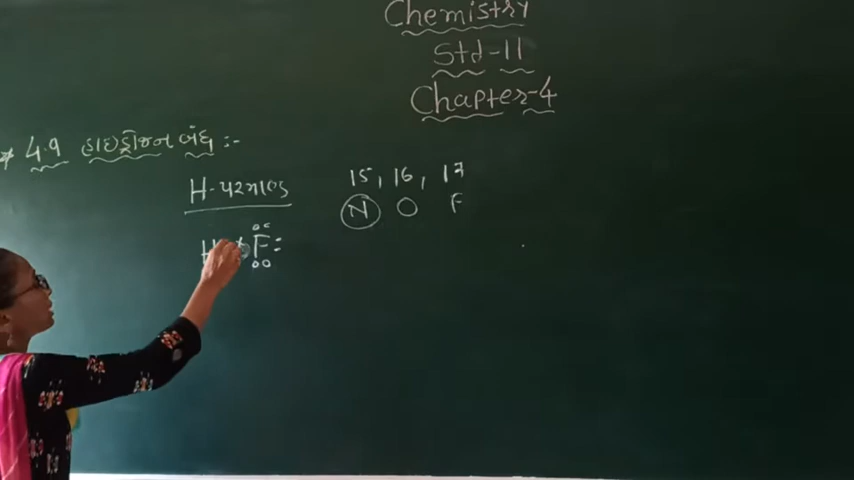 Chemistry
Std-11
Chapter-4
* 4.9 હાઇડ્રોજન બંધ :-
H-પરમાણુ 15, 16, 17
N O F
H F: